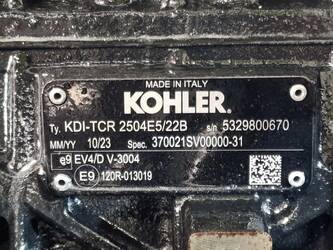 MADE IN ITALY
KOHLER.
Ty. KDI-TCR 2504E5/22B s/n 5329800670
MM/YY 10/23 Spec. 370021SV00000-31
e9 EV4/D V-3004
E9 120R-013019